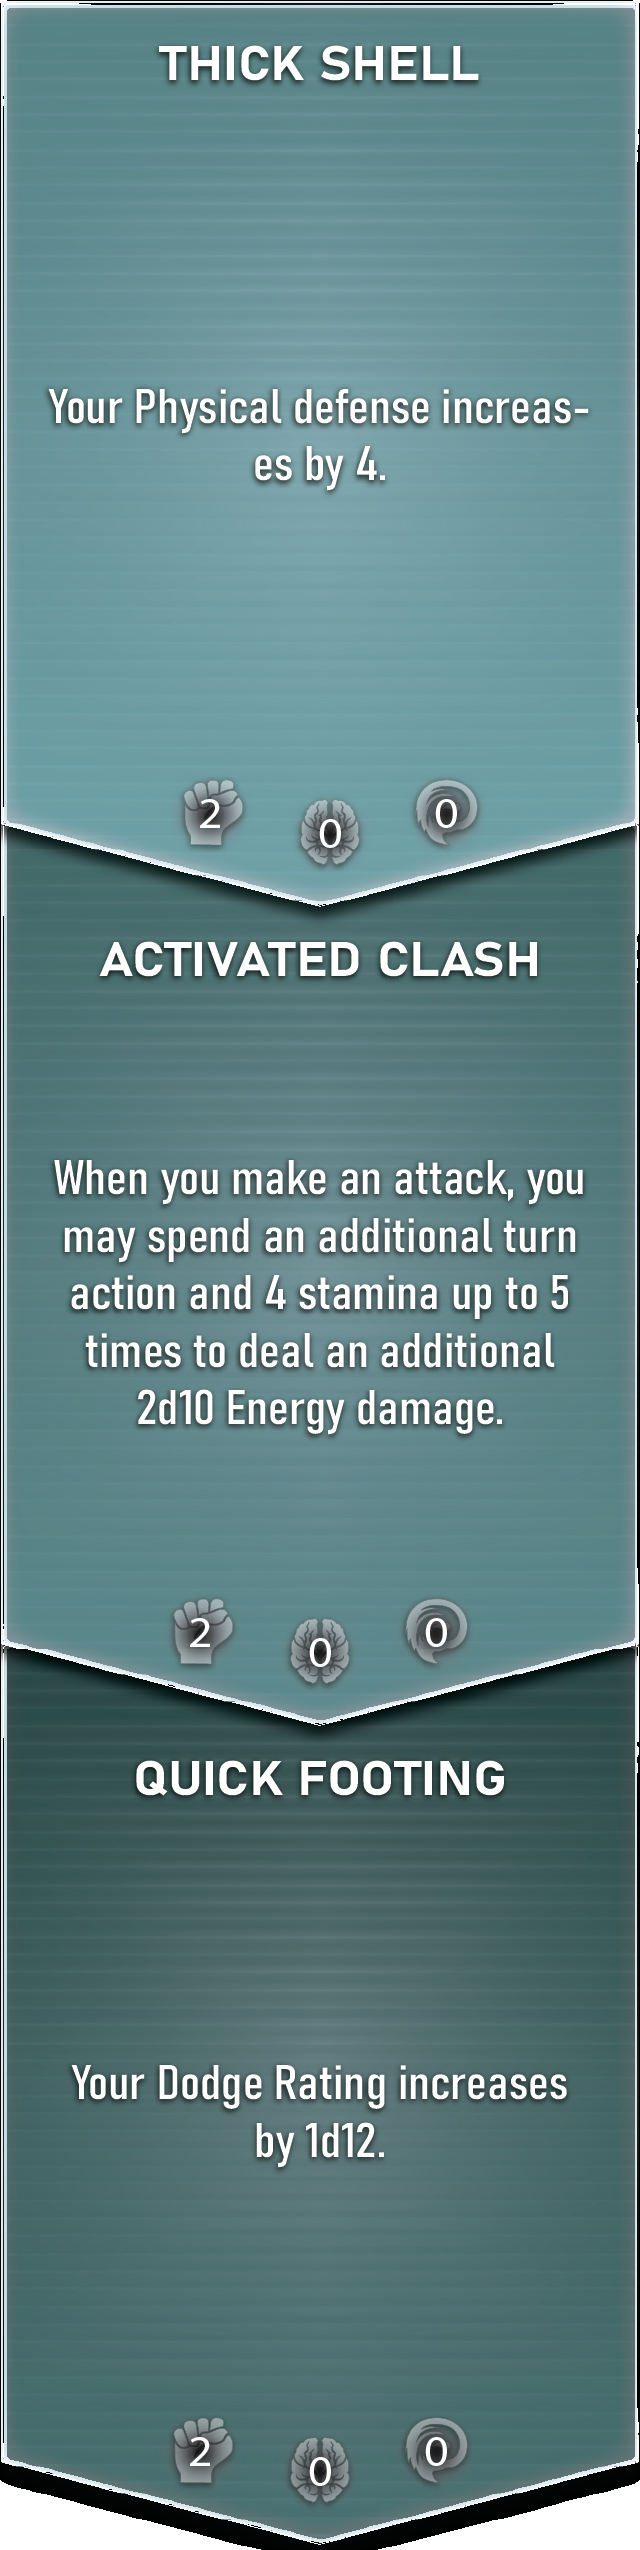 THICK SHELL
Your Physical defense increas-
es by 4.
2 0 0
ACTIVATED CLASH
When you make an attack, you
may spend an additional turn
action and 4 stamina up to 5
times to deal an additional
2d10 Energy damage.
2 0 0
QUICK FOOTING
Your Dodge Rating increases
by 1d12.
2 0 0